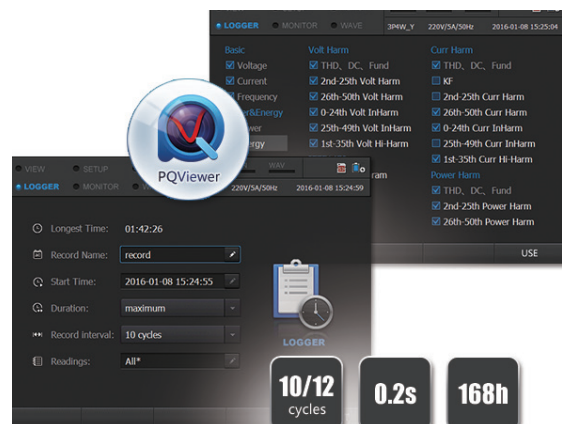 LOGGER MONITOR WAVE 3P4W_Y 220V/5A/50Hz 2016-01-08 15:25:04
Basic Volt Harm Curr Harm
Voltage THD、DC、Fund THD、DC、Fund
Current 2nd-25th Volt Harm KF
Frequency 26th-50th Volt Harm 2nd-25th Curr Harm
0-24th Volt InHarm 26th-50th Curr Harm
25th-49th Volt InHarm 0-24th Curr InHarm
1st-35th Volt Hi-Harm 25th-49th Curr InHarm
1st-35th Curr Hi-Harm
Power Harm
THD、DC、Fund
2nd-25th Power Harm
26th-50th Power Harm
USE
PQViewer
VIEW SETUP WAV
LOGGER MONITOR 220V/5A/50Hz 2016-01-08 15:24:59
Longest Time: 01:42:26
Record Name: record
Start Time: 2016-01-08 15:24:55
Duration: maximum
Record interval: 10 cycles
Readings: All*
LOGGER
10/12
cycles
0.2s
168h